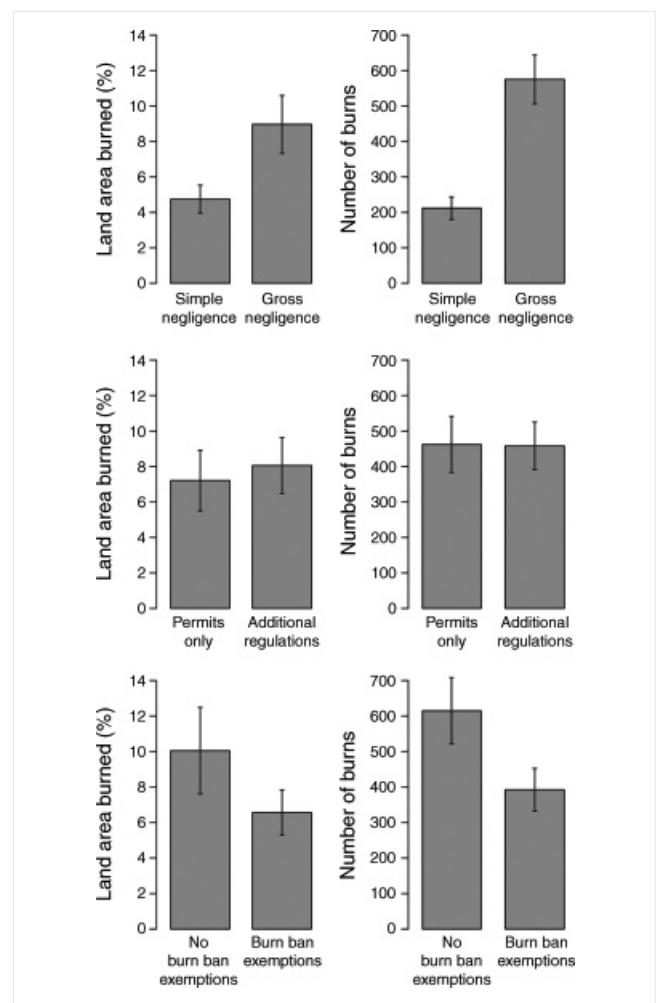 Land area burned (%)
14
12
10
8
6
4
2
0
Simple
negligence
Gross
negligence
Number of burns
700
600
500
400
300
200
100
0
Simple
negligence
Gross
negligence
Land area burned (%)
14
12
10
8
6
4
2
0
Permits
only
Additional
regulations
Number of burns
700
600
500
400
300
200
100
0
Permits
only
Additional
regulations
Land area burned (%)
14
12
10
8
6
4
2
0
No
burn ban
exemptions
Burn ban
exemptions
Number of burns
700
600
500
400
300
200
100
0
No
burn ban
exemptions
Burn ban
exemptions